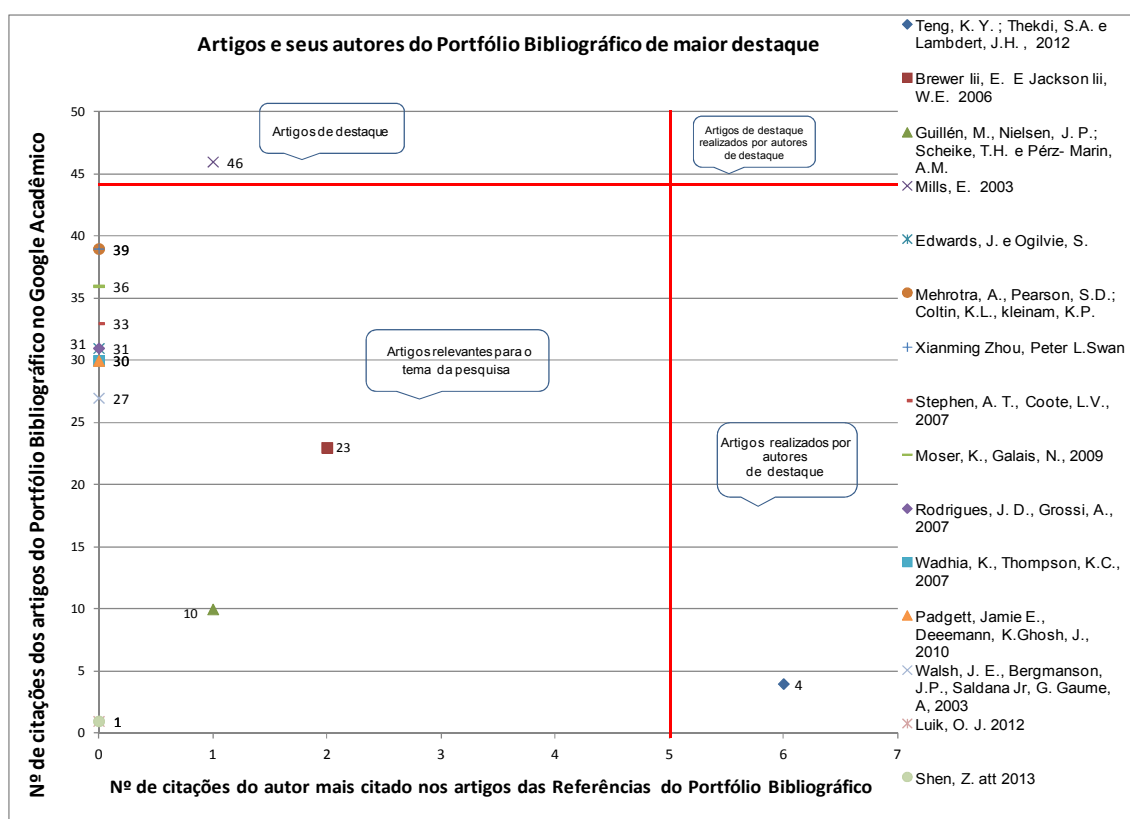 Artigos e seus autores do Portfólio Bibliográfico de maior destaque
Nº de citações dos artigos do Portfólio Bibliográfico no Google Acadêmico
50
45
40
35
30
25
20
15
10
5
0
Artigos de destaque
Artigos de destaque
realizados por autores
de destaque
46
39
36
33
31
31
30
27
Artigos relevantes para o
tema da pesquisa
23
Artigos realizados por
autores
de destaque
10
4
1
0
1
2
3
4
5
6
7
Nº de citações do autor mais citado nos artigos das Referências do Portfólio Bibliográfico
Teng, K. Y. ; Thekdi, S.A. e
Lambdert, J.H. , 2012
Brewer Iii, E. E Jackson Iii,
W.E. 2006
Guillén, M., Nielsen, J. P.;
Scheike, T.H. e Pérz- Marin,
A.M.
Mills, E. 2003
Edwards, J. e Ogilvie, S.
Mehrotra, A., Pearson, S.D.;
Coltin, K.L., kleinam, K.P.
Xianming Zhou, Peter L.Swan
Stephen, A. T., Coote, L.V.,
2007
Moser, K., Galais, N., 2009
Rodrigues, J. D., Grossi, A.,
2007
Wadhia, K., Thompson, K.C.,
2007
Padgett, Jamie E.,
Deeemann, K.Ghosh, J.,
2010
Walsh, J. E., Bergmanson,
J.P., Saldana Jr, G. Gaume,
A, 2003
Luik, O. J. 2012
Shen, Z. att 2013